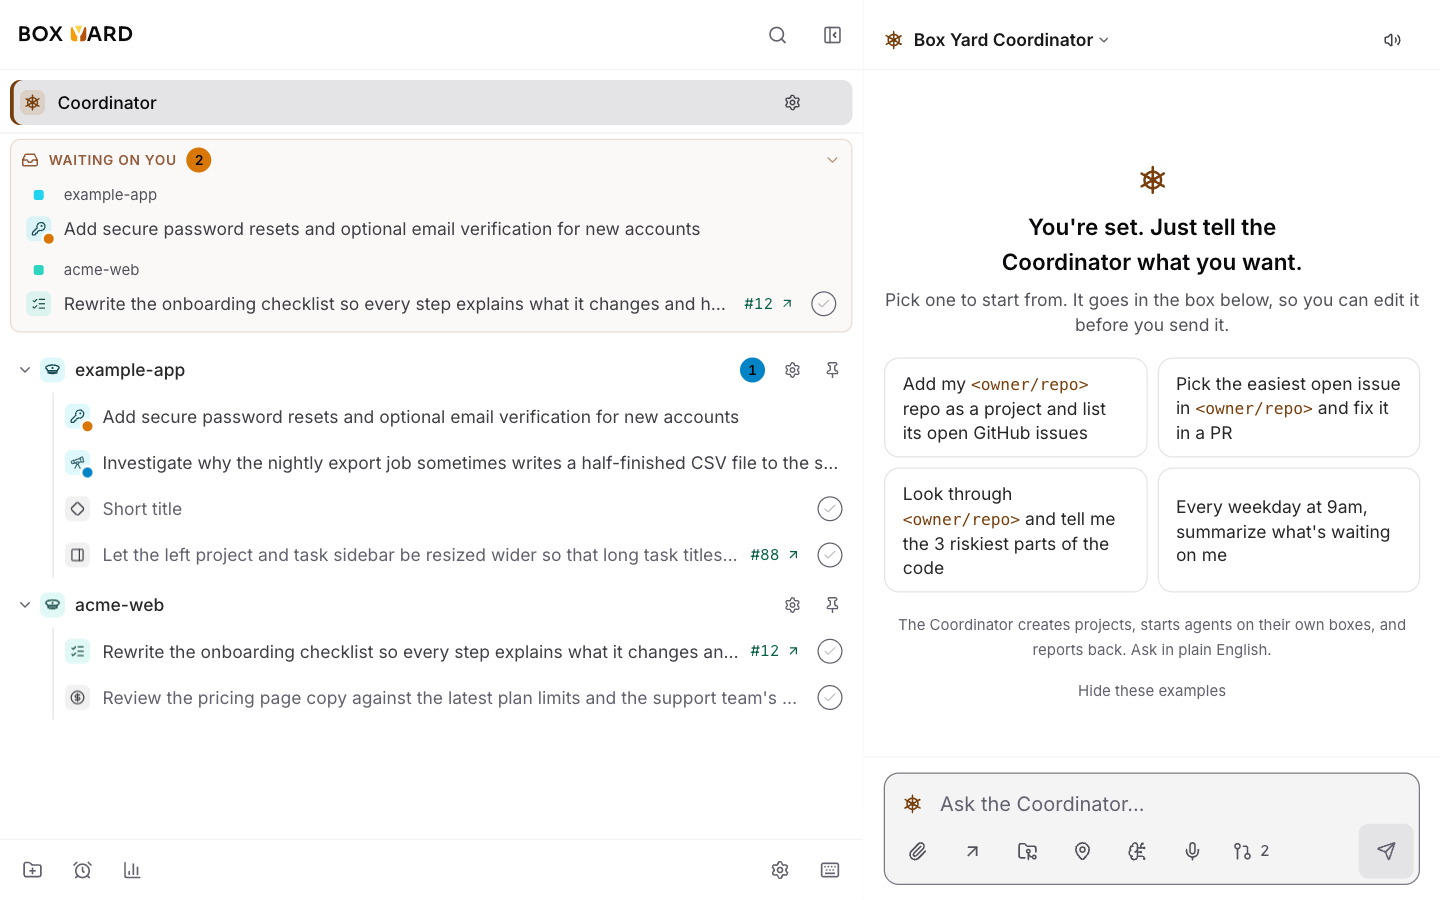 BOX YARD
Coordinator
WAITING ON YOU 2
example-app
Add secure password resets and optional email verification for new accounts
acme-web
Rewrite the onboarding checklist so every step explains what it changes and h... #12
example-app 1
Add secure password resets and optional email verification for new accounts
Investigate why the nightly export job sometimes writes a half-finished CSV file to the s...
Short title
Let the left project and task sidebar be resized wider so that long task titles... #88
acme-web
Rewrite the onboarding checklist so every step explains what it changes an... #12
Review the pricing page copy against the latest plan limits and the support team's ...
Box Yard Coordinator
You're set. Just tell the
Coordinator what you want.
Pick one to start from. It goes in the box below, so you can edit it
before you send it.
Add my <owner/repo>
repo as a project and list
its open GitHub issues
Pick the easiest open issue
in <owner/repo> and fix it
in a PR
Look through
<owner/repo> and tell me
the 3 riskiest parts of the
code
Every weekday at 9am,
summarize what's waiting
on me
The Coordinator creates projects, starts agents on their own boxes, and
reports back. Ask in plain English.
Hide these examples
Ask the Coordinator...
2